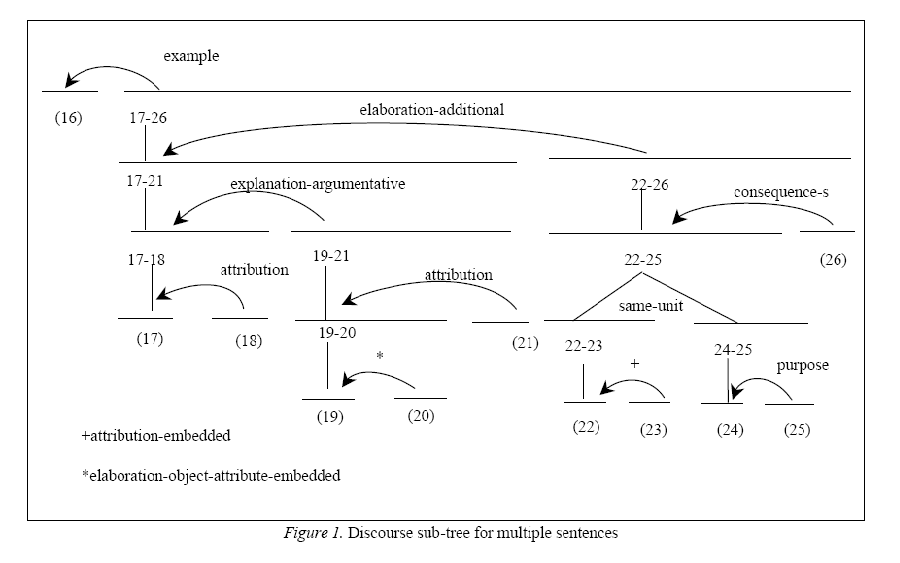 example
(16)
17-26
elaboration-additional
17-21
explanation-argumentative
22-26
consequence-s
17-18
attribution
19-21
attribution
22-25
(26)
same-unit
(17)
(18)
19-20
(21)
22-23
24-25
*
+
purpose
(19)
(20)
(22)
(23)
(24)
(25)
+attribution-embedded
*elaboration-object-attribute-embedded
Figure 1. Discourse sub-tree for multiple sentences